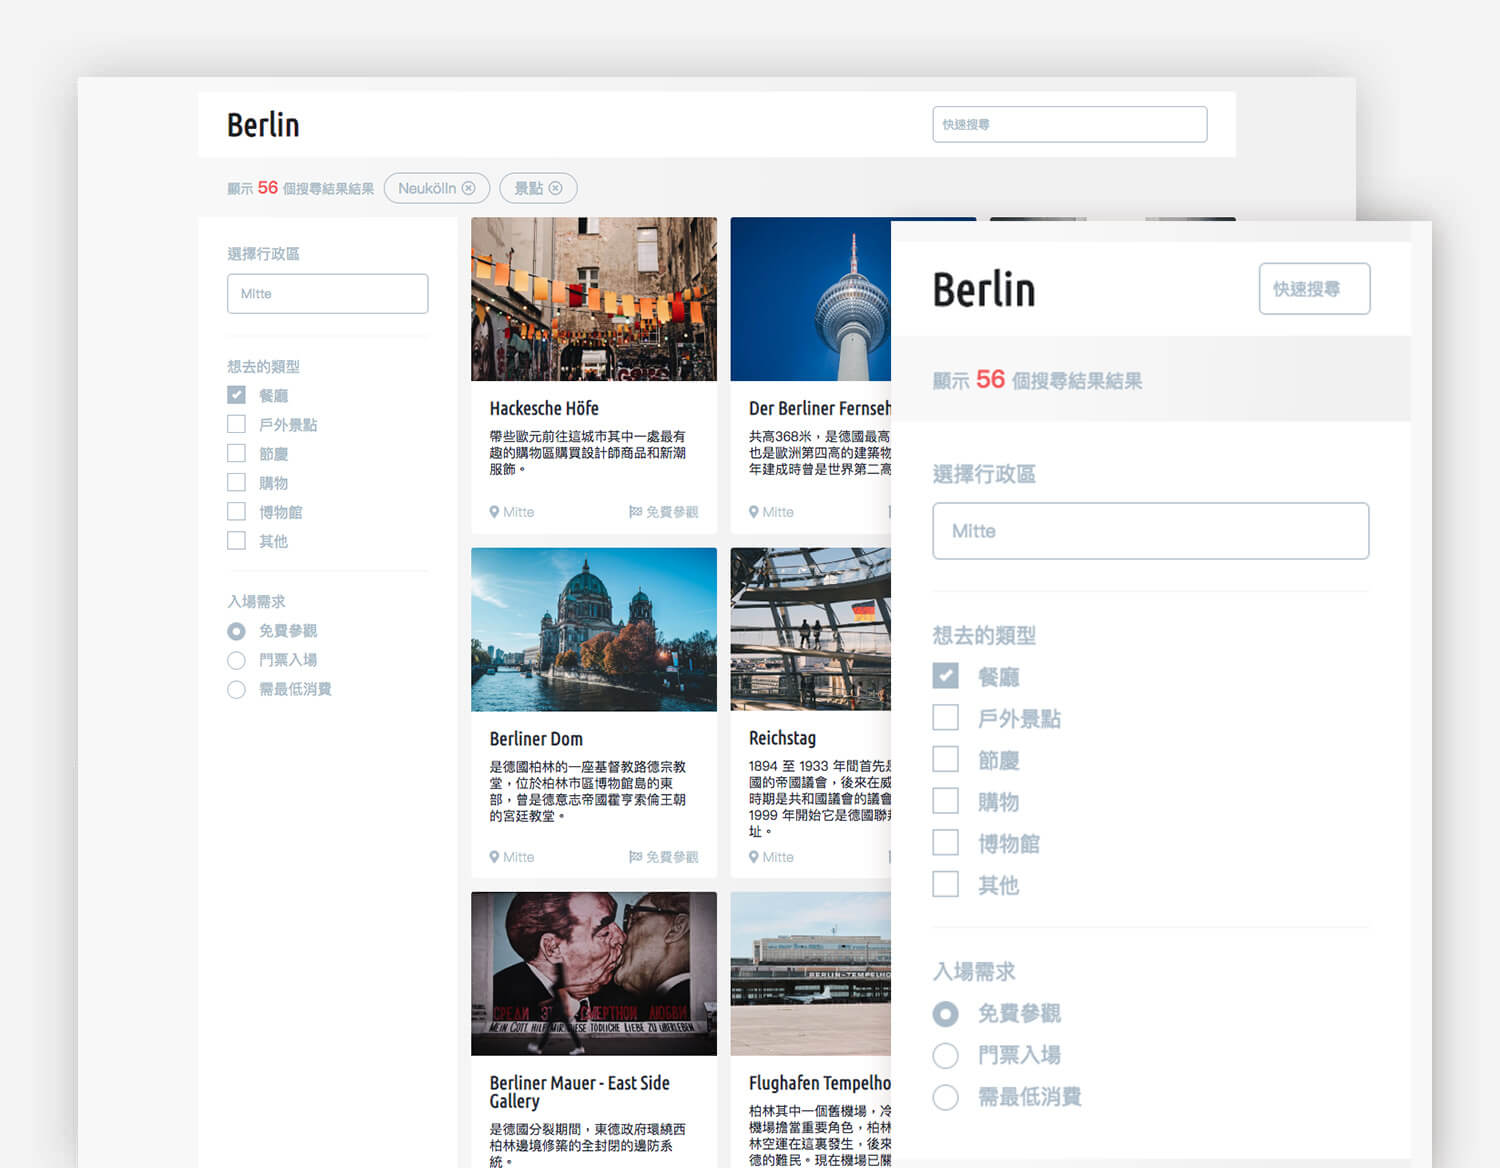 Berlin
快速搜尋
顯示 56 個搜尋結果結果
Neukölln
景點
選擇行政區
Mitte
想去的類型
餐廳
戶外景點
節慶
購物
博物館
其他
入場需求
免費參觀
門票入場
需最低消費
Hackesche Höfe
帶些歐元前往這城市其中一處最有
趣的購物區購買設計師商品和新潮
服飾。
Mitte
免費參觀
Der Berliner Fernseh
共高368米，是德國最高
也是歐洲第四高的建築物
年建成時曾是世界第二高
Mitte
Berliner Dom
是德國柏林的一座基督教路德宗教
堂，位於柏林市區博物館島的東
部，曾是德意志帝國霍亨索倫王朝
的宮廷教堂。
Mitte
免費參觀
Reichstag
1894 至 1933 年間首先是
國的帝國議會，後來在威
時期是共和國議會的議會
1999 年開始它是德國聯邦
址。
Mitte
MEIN GOTT, HILF MIR, DIESE TÖDLICHE LIEBE ZU ÜBERLEBEN
Berliner Mauer - East Side
Gallery
是德國分裂期間，東德政府環繞西
柏林邊境修築的全封閉的邊防系
統。
BERLIN-TEMPELHO
Flughafen Tempelho
柏林其中一個舊機場，冷
機場擔當重要角色，柏林
林空運在這裏發生，後來
德的難民。現在機場已關
Berlin
快速搜尋
顯示 56 個搜尋結果結果
選擇行政區
Mitte
想去的類型
餐廳
戶外景點
節慶
購物
博物館
其他
入場需求
免費參觀
門票入場
需最低消費